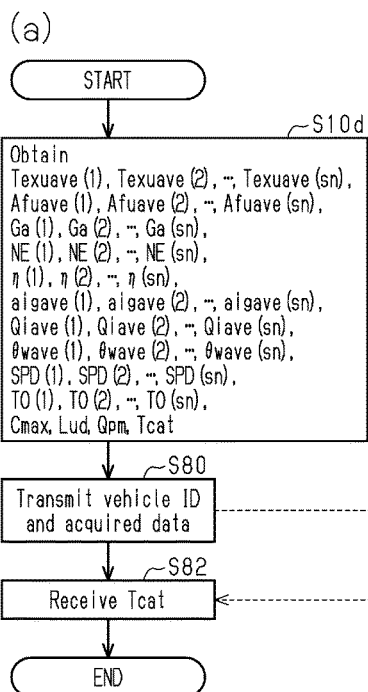 (a)
START
S10d
Obtain
Texuave (1), Texuave (2), …, Texuave (sn),
Afuave (1), Afuave (2), …, Afuave (sn),
Ga (1), Ga (2), …, Ga (sn),
NE (1), NE (2), …, NE (sn),
η (1), η (2), …, η (sn),
aigave (1), aigave (2), …, aigave (sn),
Qiave (1), Qiave (2), …, Qiave (sn),
θwave (1), θwave (2), …, θwave (sn),
SPD (1), SPD (2), …, SPD (sn),
TO (1), TO (2), …, TO (sn),
Cmax, Lud, Qpm, Tcat
S80
Transmit vehicle ID
and acquired data
S82
Receive Tcat
END